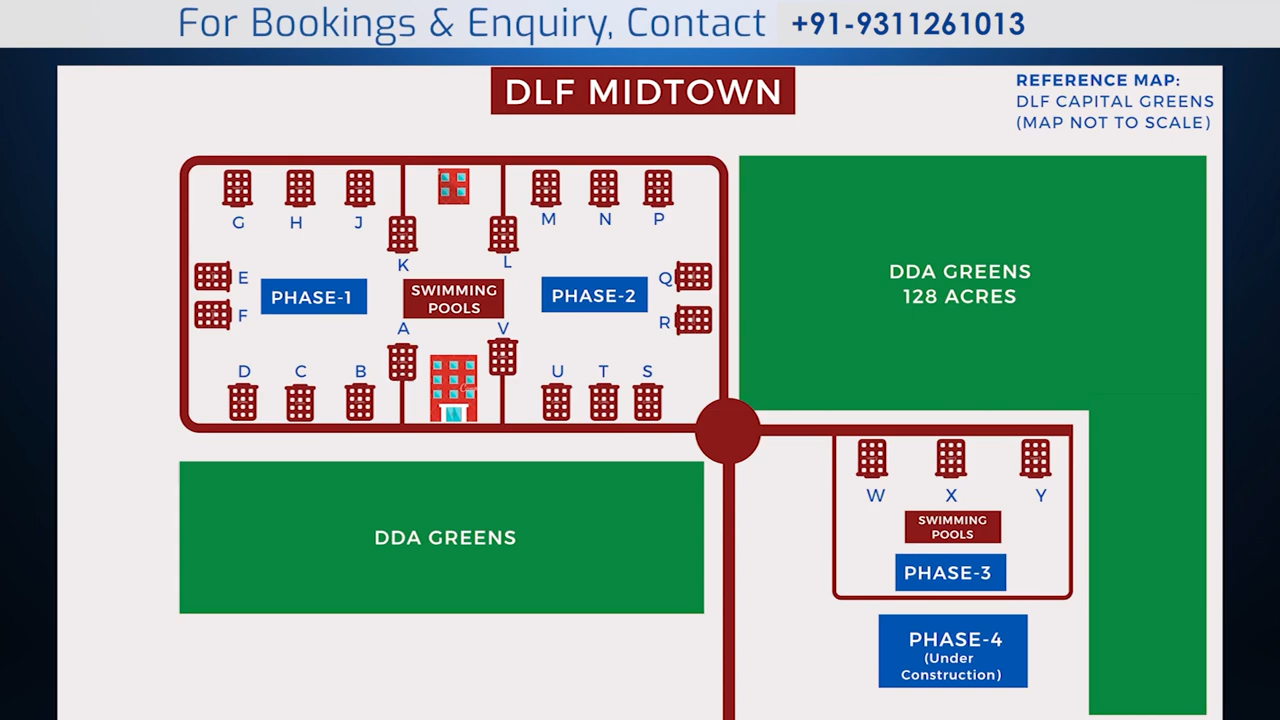 For Bookings & Enquiry, Contact +91-9311261013
DLF MIDTOWN
REFERENCE MAP:
DLF CAPITAL GREENS
(MAP NOT TO SCALE)
G H J M N P
K L
E PHASE-1 SWIMMING
POOLS PHASE-2 Q
F A V R
D C B U T S
DDA GREENS
128 ACRES
W X Y
SWIMMING
POOLS
PHASE-3
DDA GREENS
PHASE-4
(Under
Construction)